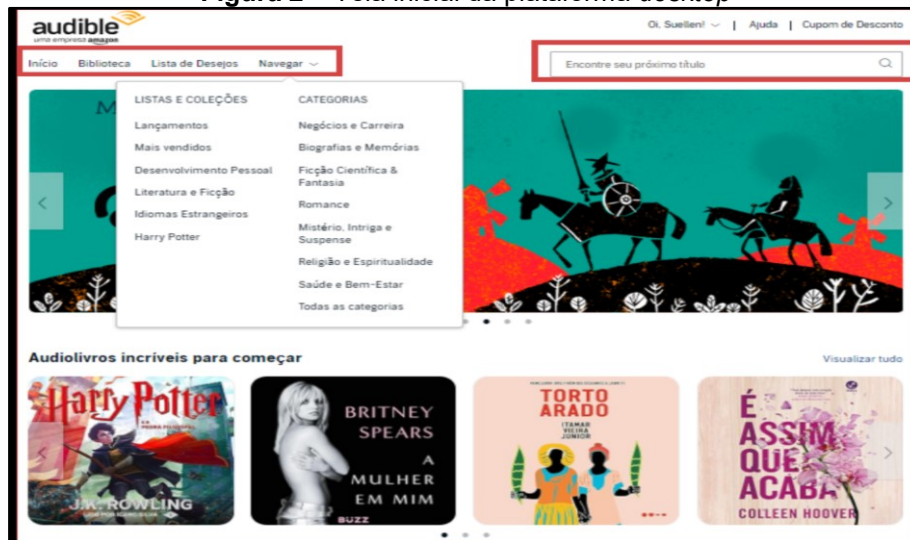 Figura 2 – Tela inicial da plataforma desktop
audible
uma empresa amazon
Oi, Suellen! | Ajuda | Cupom de Desconto
Início Biblioteca Lista de Desejos Navegar
Encontre seu próximo título
LISTAS E COLEÇÕES
Lançamentos
Mais vendidos
Desenvolvimento Pessoal
Literatura e Ficção
Idiomas Estrangeiros
Harry Potter
CATEGORIAS
Negócios e Carreira
Biografias e Memórias
Ficção Científica &
Fantasia
Romance
Mistério, Intriga e
Suspense
Religião e Espiritualidade
Saúde e Bem-Estar
Todas as categorias
M
Audiolivros incríveis para começar
Visualizar tudo
Harry Potter
J.K. ROWLING
BRITNEY
SPEARS
A
MULHER
EM MIM
BUZZ
TORTO
ARADO
ITAMAR
VIEIRA
JUNIOR
É
ASSIM
QUE
ACABA
COLLEEN HOOVER